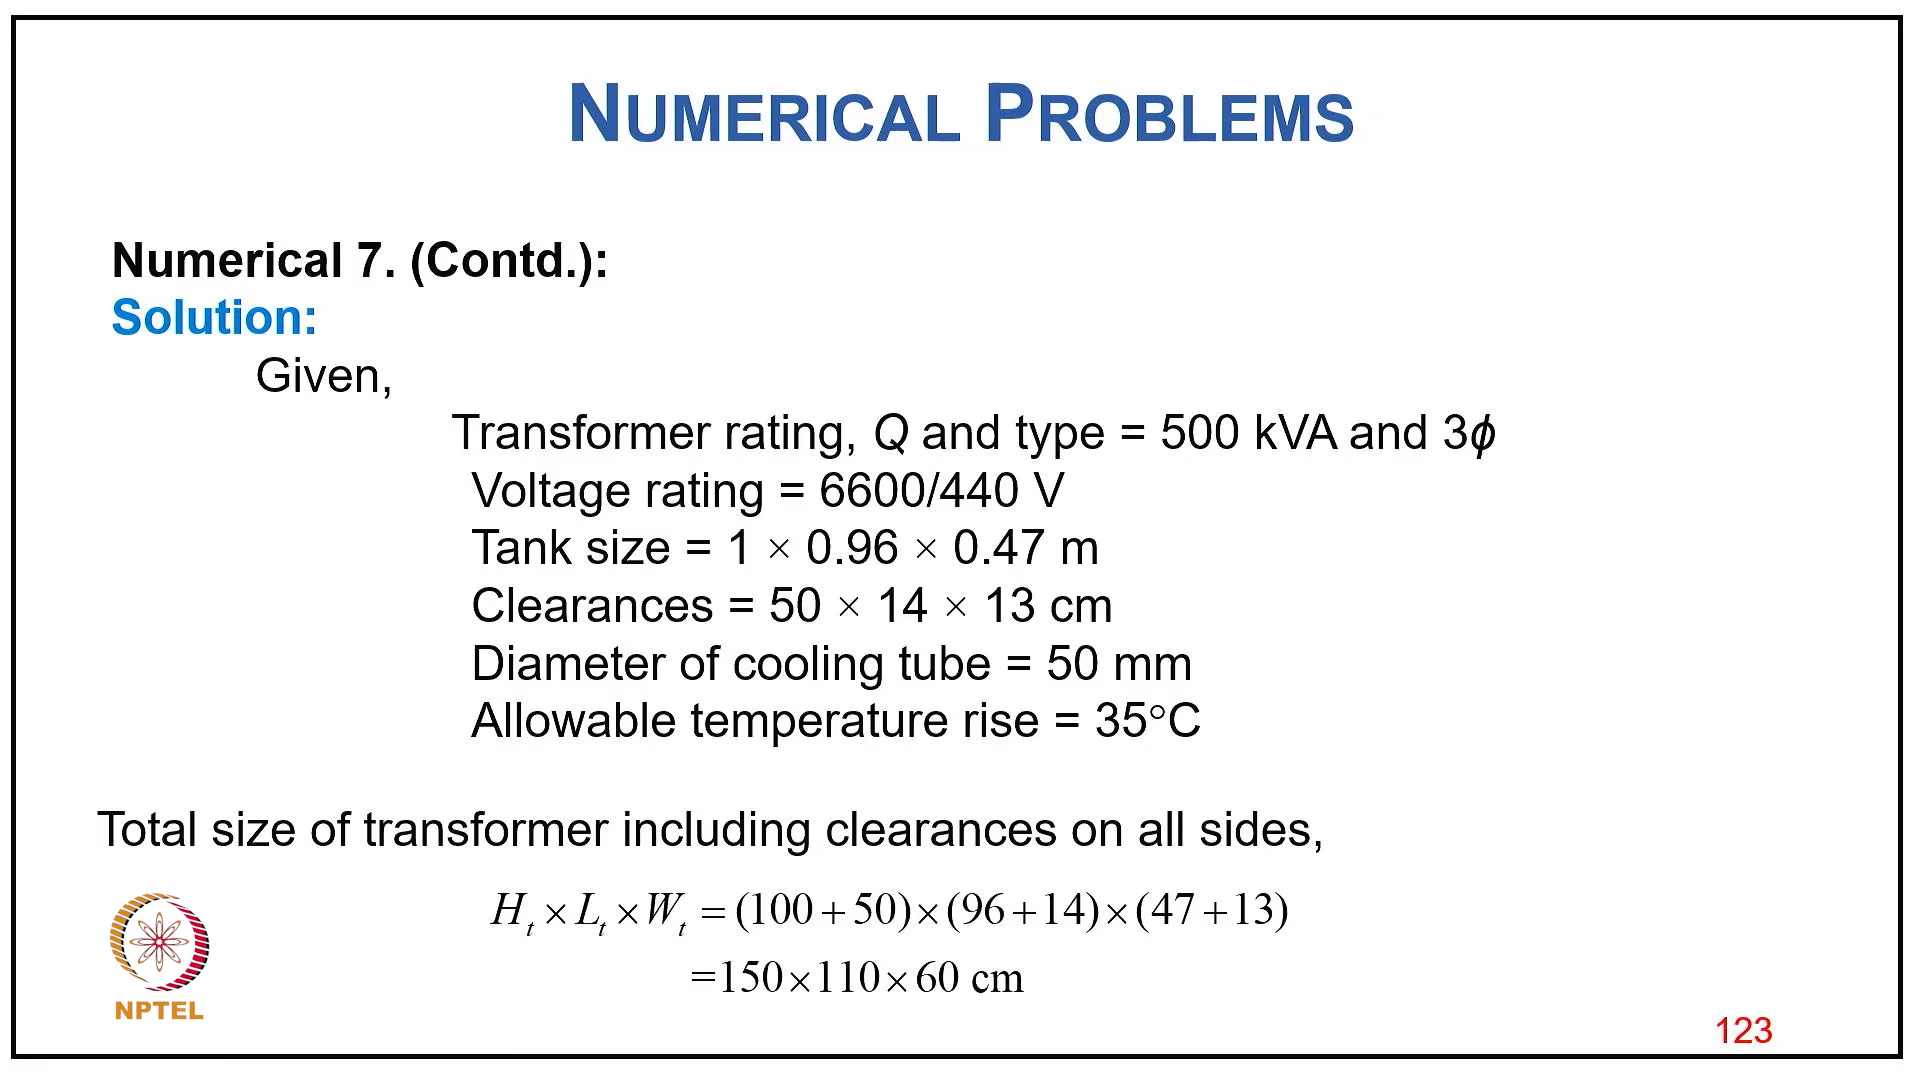 NUMERICAL PROBLEMS
Numerical 7. (Contd.):
Solution:
Given,
Transformer rating, Q and type = 500 kVA and 3ϕ
Voltage rating = 6600/440 V
Tank size = 1 × 0.96 × 0.47 m
Clearances = 50 × 14 × 13 cm
Diameter of cooling tube = 50 mm
Allowable temperature rise = 35°C
Total size of transformer including clearances on all sides,
Hₜ × Lₜ × Wₜ = (100 + 50) × (96 + 14) × (47 + 13)
= 150 × 110 × 60 cm
NPTEL
123